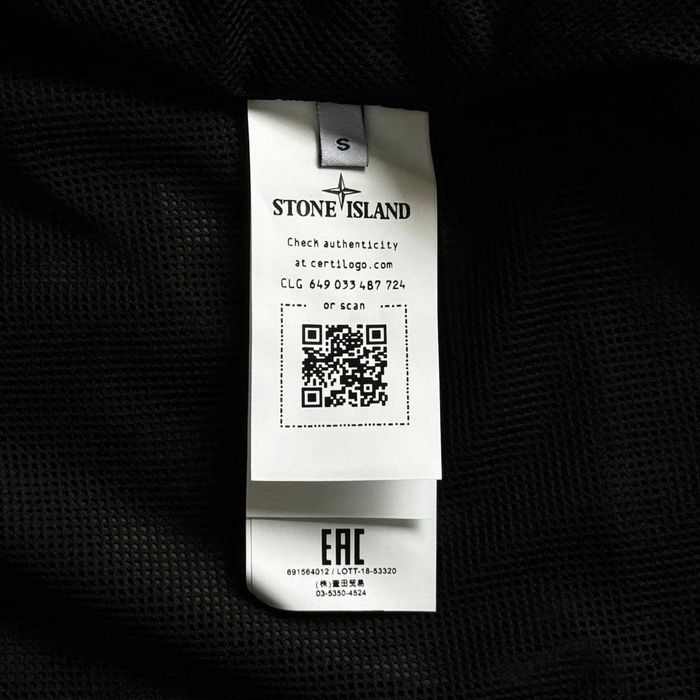 S
STONE ISLAND
Check authenticity
at certilogo.com
CLG 649 033 487 724
or scan
EAC
691564012 / LOTT-18-53320
(株)豊田貿易
03-5350-4524